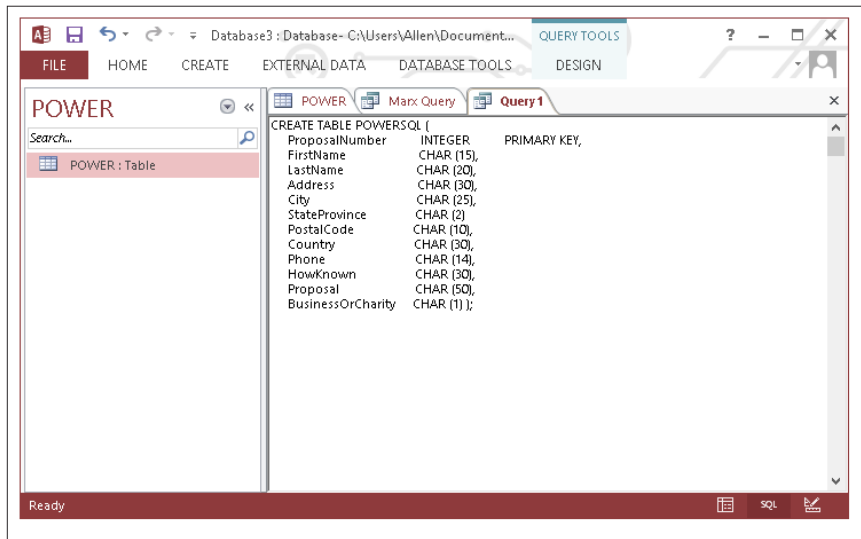 Database3 : Database- C:\Users\Allen\Document...
QUERY TOOLS
?
FILE HOME CREATE EXTERNAL DATA DATABASE TOOLS DESIGN
POWER
«
POWER Marx Query Query1
Search...
POWER : Table
CREATE TABLE POWERSQL (
ProposalNumber INTEGER PRIMARY KEY,
FirstName CHAR (15),
LastName CHAR (20),
Address CHAR (30),
City CHAR (25),
StateProvince CHAR (2)
PostalCode CHAR (10),
Country CHAR (30),
Phone CHAR (14),
HowKnown CHAR (30),
Proposal CHAR (50),
BusinessOrCharity CHAR (1) );
Ready
SQL